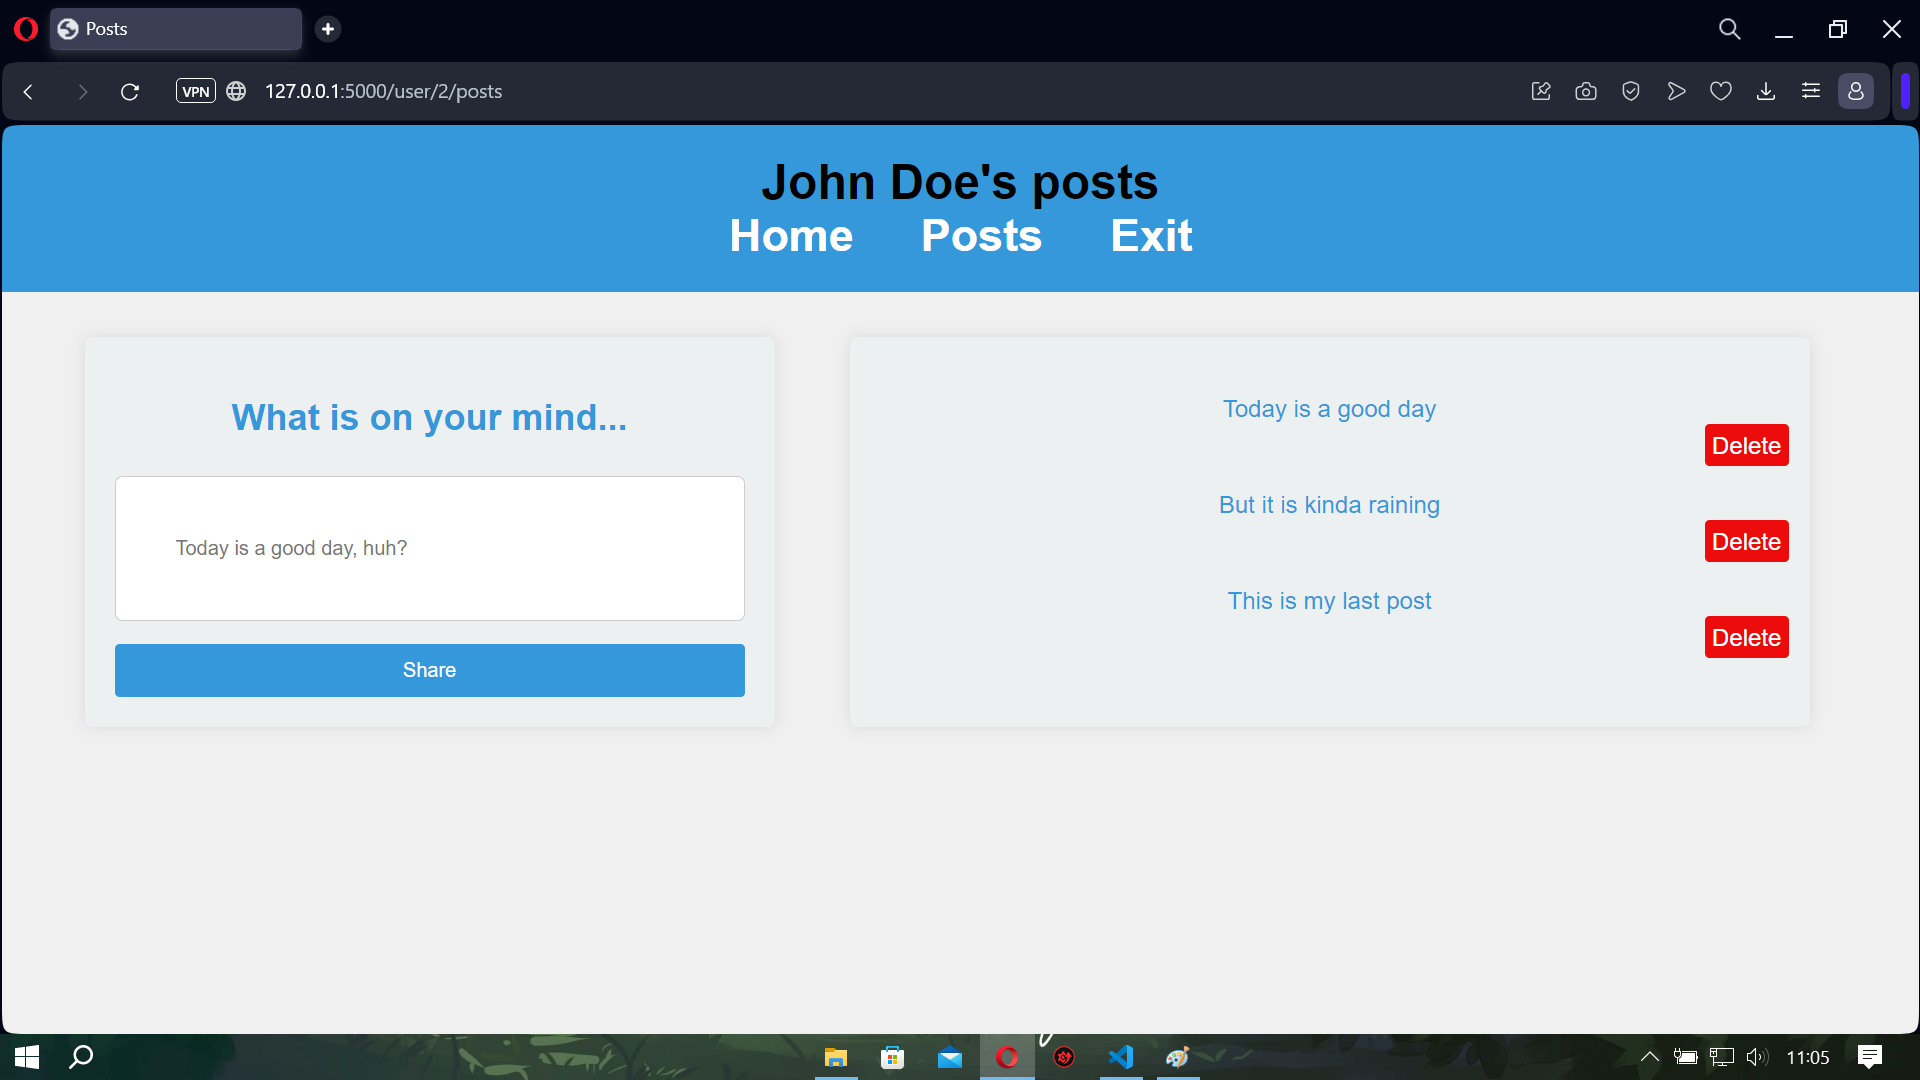 Posts
VPN
127.0.0.1:5000/user/2/posts
John Doe's posts
Home Posts Exit
What is on your mind...
Today is a good day, huh?
Share
Today is a good day
Delete
But it is kinda raining
Delete
This is my last post
Delete
11:05